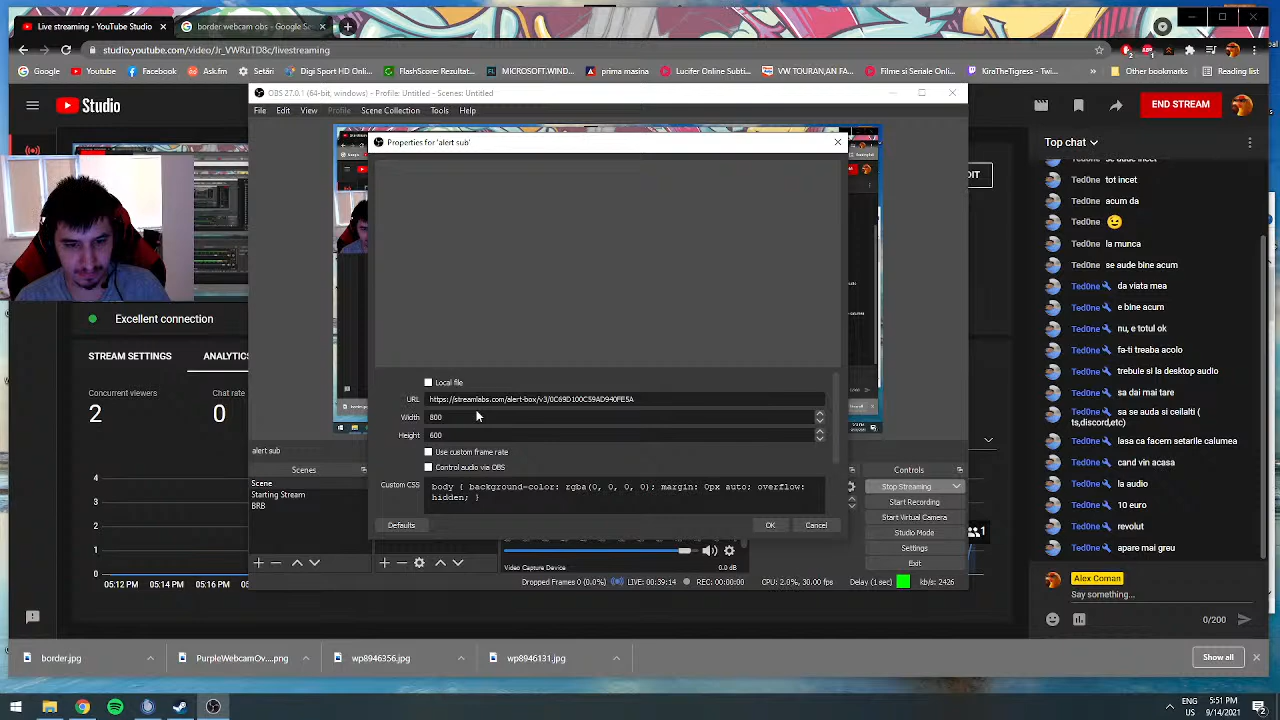 Live streaming - YouTube Studio
border webcam obs - Google Se
studio.youtube.com/video/Jr_VWRuTD8c/livestreaming
Google
Youtube
Facebook
Ask.fm
Setări
Digi Sport HD Onl...
FlashScore Rezultat...
MICROSOFT.WIND...
prima masina
Lucifer Online Subti...
VW TOURAN,AN FA...
Filme si Seriale Onli...
KiraTheTigress - Twi...
Other bookmarks
Reading list
Studio
OBS 27.0.1 (64-bit, windows) - Profile: Untitled - Scenes: Untitled
File Edit View Profile Scene Collection Tools Help
END STREAM
Properties for 'alert sub'
Top chat
EDIT
Ted0ne tot incet
Ted0ne acum da
Ted0ne 😉
Ted0ne la munca
Ted0ne se aude bine acum
Ted0ne da viata mea
Ted0ne e bine acum
Ted0ne nu, e totul ok
Ted0ne fa-ti treaba acolo
Ted0ne trebuie sla desktop audio
Ted0ne sa dai mai tare
Ted0ne sa se auda si cellalti (ts,discord,etc)
Ted0ne lasa ca facem setarile calumea
Ted0ne cand vin acasa
Ted0ne la audio
Ted0ne 10 euro
Ted0ne revolut
Ted0ne apare mai greu
Alex Coman
Say something...
0/200
Excellent connection
STREAM SETTINGS
ANALYTICS
Concurrent viewers
2
Chat rate
0
4
3
2
1
0
05:12 PM 05:14 PM 05:16 PM
Local file
URL https://streamlabs.com/alert-box/v3/0C69D100C59AD940FE5A
Width 800
Height 600
Use custom frame rate
Control audio via OBS
Custom CSS body { background-color: rgba(0, 0, 0, 0); margin: 0px auto; overflow:
hidden; }
Defaults
OK
Cancel
alert sub
Scenes
Scene
Starting Stream
BRB
Controls
Stop Streaming
Start Recording
Start Virtual Camera
Studio Mode
Settings
Exit
1
Video Capture Device
0.0 dB
Dropped Frames 0 (0.0%)
LIVE: 00:39:14
REC: 00:00:00
CPU: 2.8%, 30.00 fps
Delay (1 sec)
kb/s: 2426
border.jpg
PurpleWebcamOv....png
wp8946356.jpg
wp8946131.jpg
Show all
ENG
US
5:51 PM
9/14/2021
2